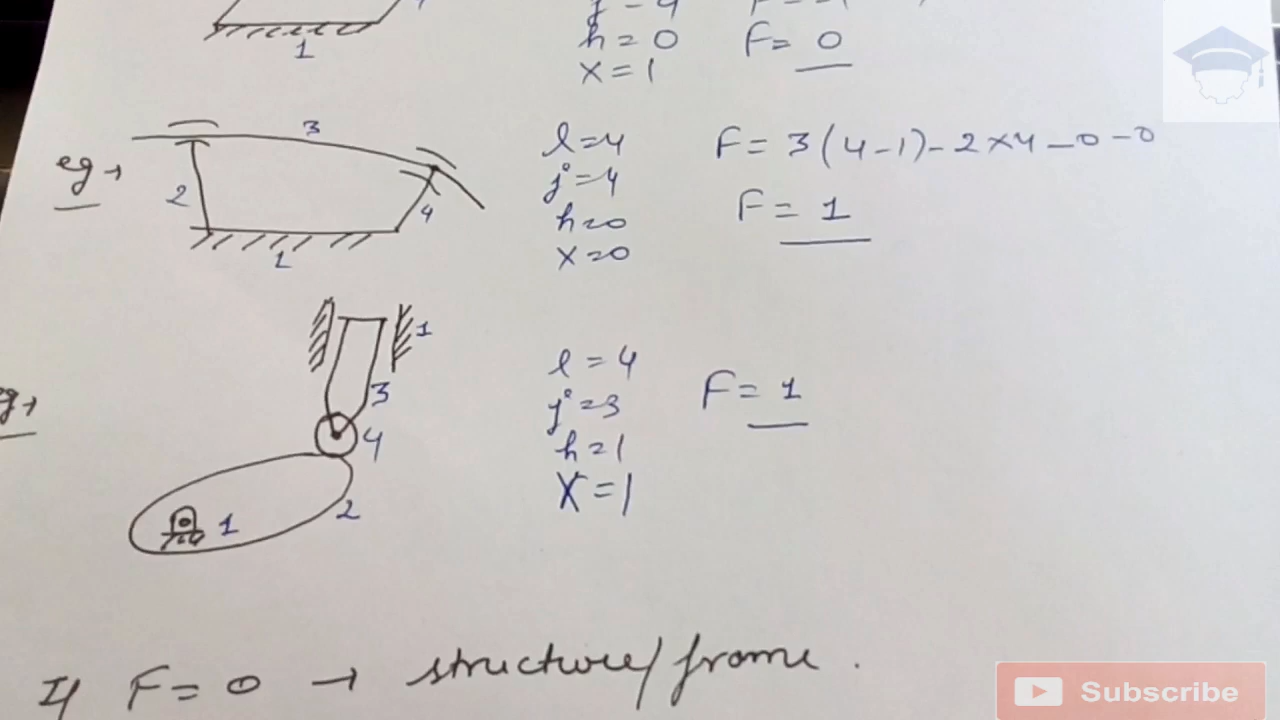 1
h=0 F= 0
x=1
eg→
3
2
4
1
l=4 F= 3(4-1)-2×4-0-0
j=4
h=0 F= 1
x=0
1
3
4
2
1
l=4
j=3 F= 1
h=1
X=1
If F=0 → structure/frame.
Subscribe